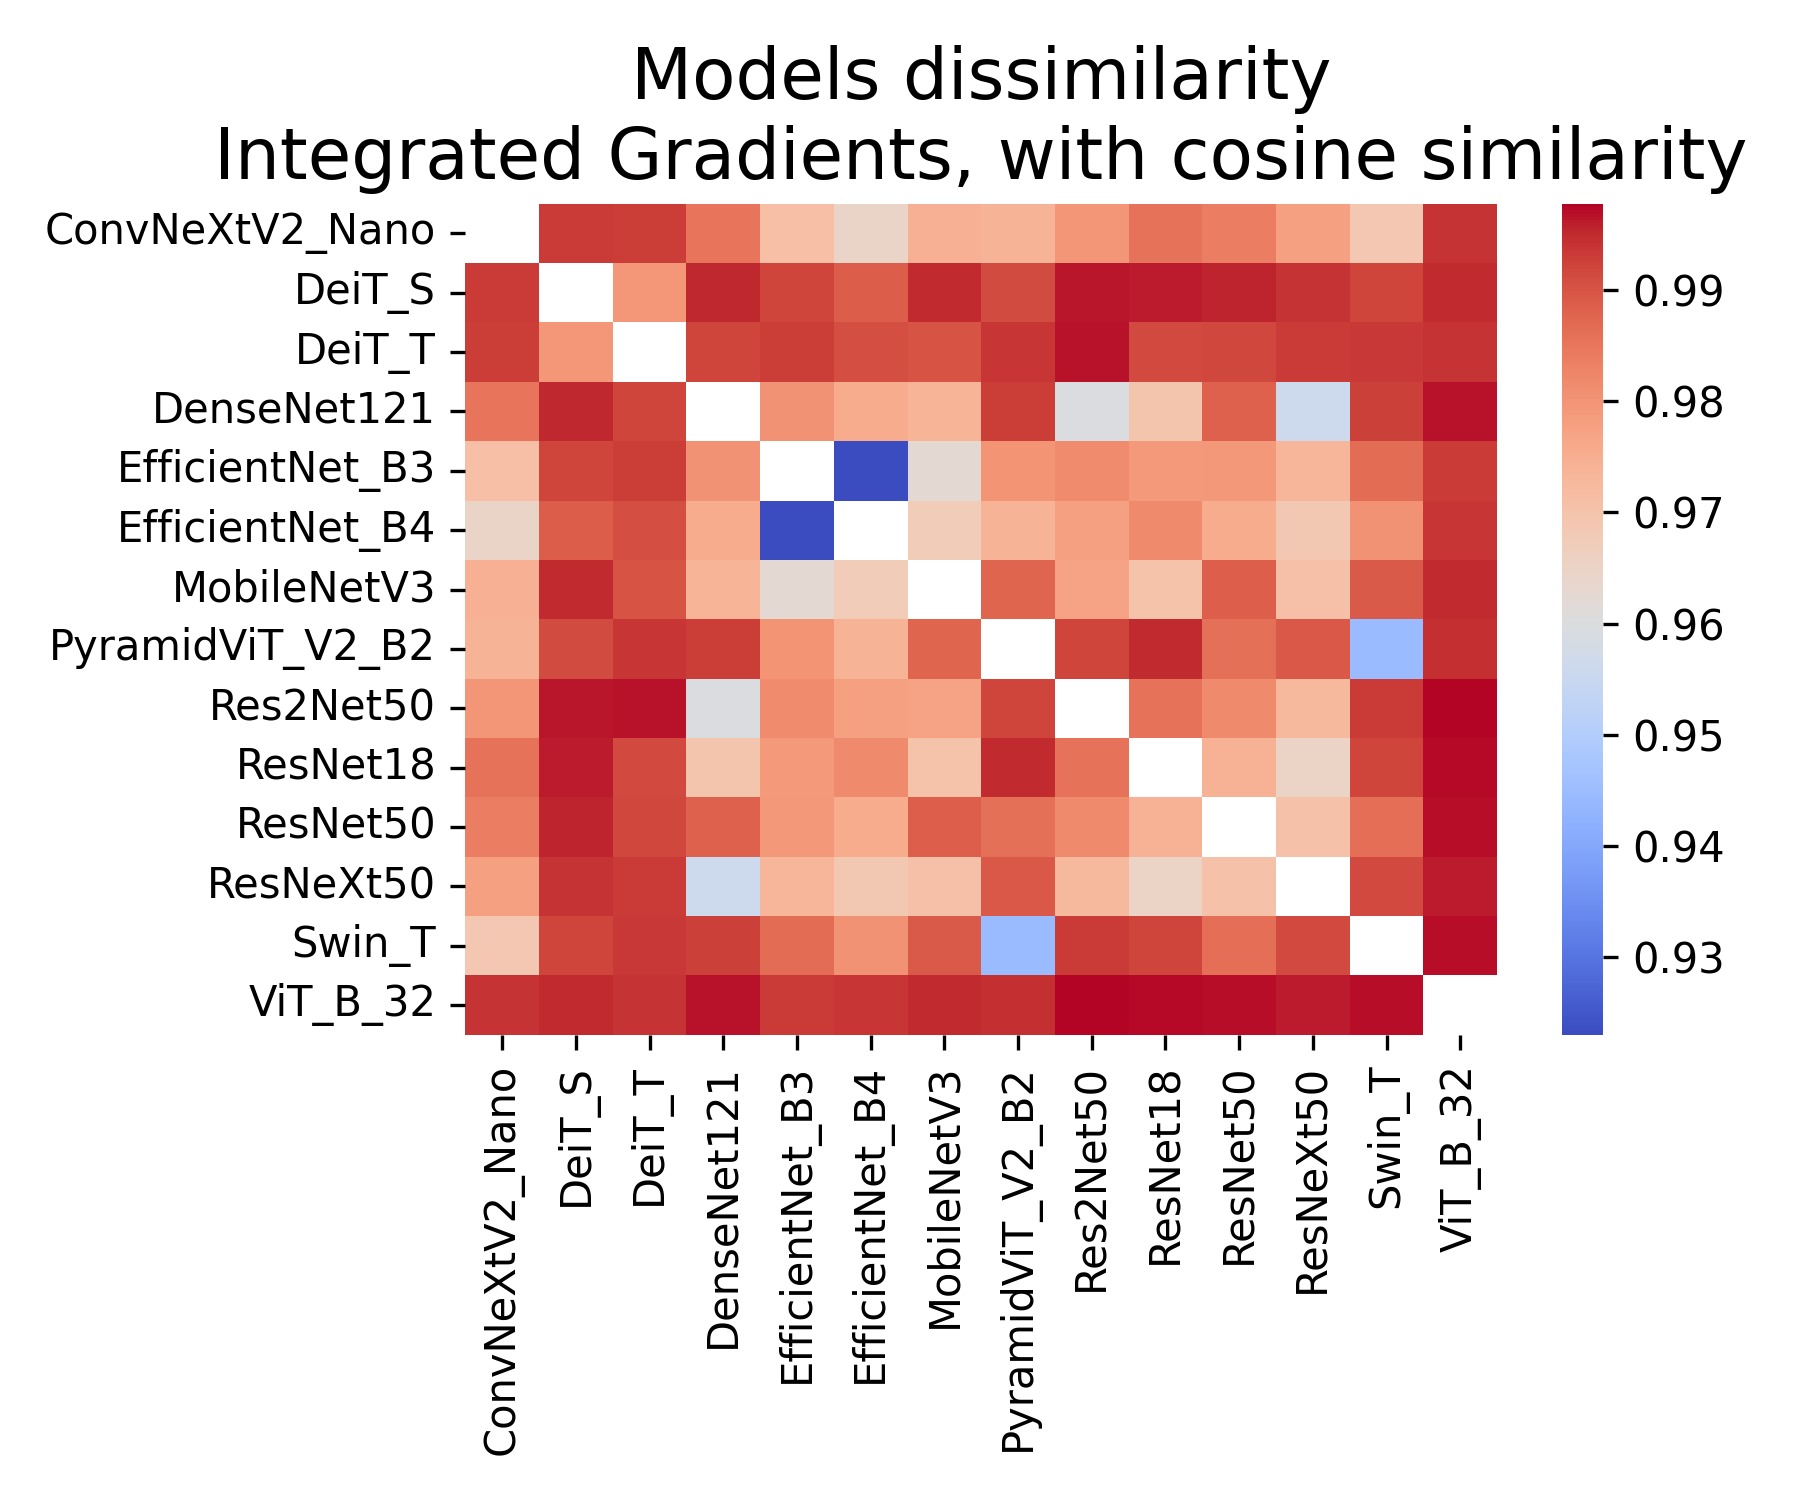 Models dissimilarity
Integrated Gradients, with cosine similarity
ConvNeXtV2_Nano
DeiT_S
DeiT_T
DenseNet121
EfficientNet_B3
EfficientNet_B4
MobileNetV3
PyramidViT_V2_B2
Res2Net50
ResNet18
ResNet50
ResNeXt50
Swin_T
ViT_B_32
ConvNeXtV2_Nano
DeiT_S
DeiT_T
DenseNet121
EfficientNet_B3
EfficientNet_B4
MobileNetV3
PyramidViT_V2_B2
Res2Net50
ResNet18
ResNet50
ResNeXt50
Swin_T
ViT_B_32
0.99
0.98
0.97
0.96
0.95
0.94
0.93